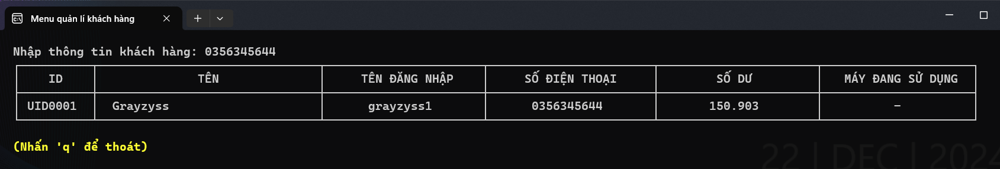 Menu quản lí khách hàng
Nhập thông tin khách hàng: 0356345644
ID TÊN TÊN ĐĂNG NHẬP SỐ ĐIỆN THOẠI SỐ DƯ MÁY ĐANG SỬ DỤNG
UID0001 Grayzyss grayzyss1 0356345644 150.903 -
(Nhấn 'q' để thoát)
22 | DEC | 2024